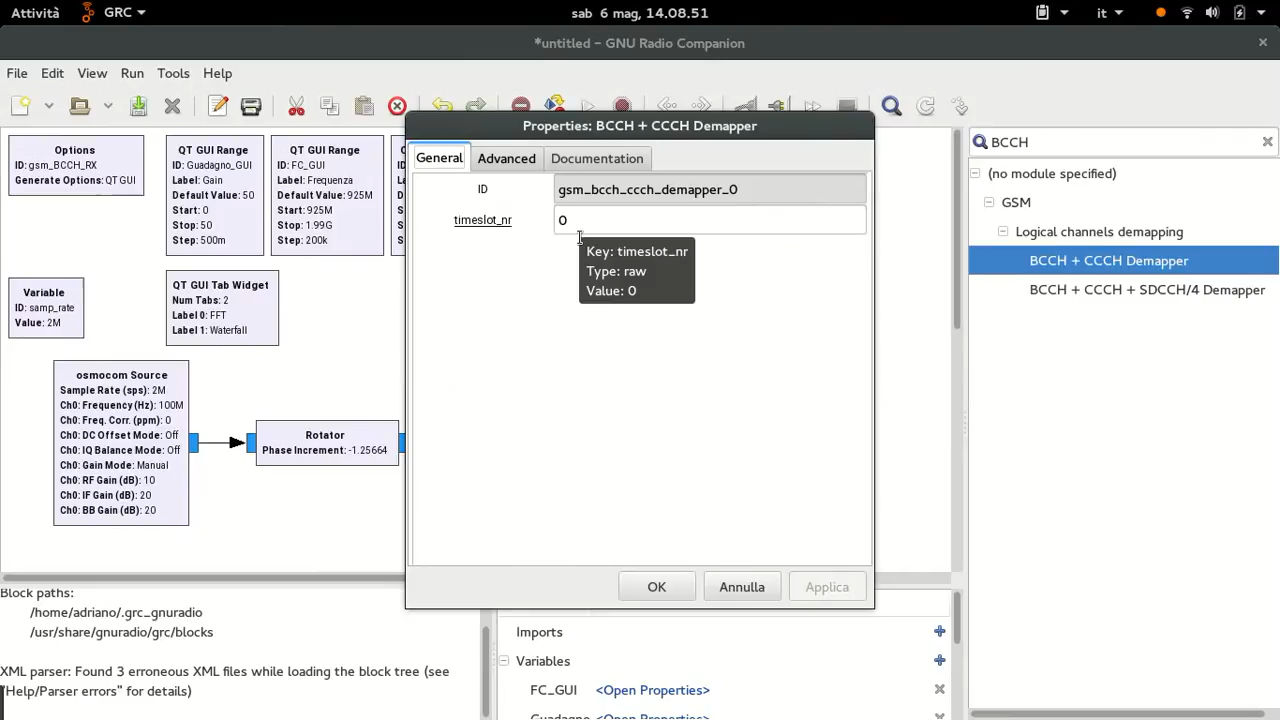 Attività
GRC
sab 6 mag, 14.08.51
it
*untitled – GNU Radio Companion
File Edit View Run Tools Help
Properties: BCCH + CCCH Demapper
General Advanced Documentation
ID
gsm_bcch_ccch_demapper_0
timeslot_nr
0
Key: timeslot_nr
Type: raw
Value: 0
OK
Annulla
Applica
Options
ID: gsm_BCCH_RX
Generate Options: QT GUI
QT GUI Range
ID: Guadagno_GUI
Label: Gain
Default Value: 50
Start: 0
Stop: 50
Step: 500m
QT GUI Range
ID: FC_GUI
Label: Frequenza
Default Value: 925M
Start: 925M
Stop: 1.99G
Step: 200k
Variable
ID: samp_rate
Value: 2M
QT GUI Tab Widget
Num Tabs: 2
Label 0: FFT
Label 1: Waterfall
osmocom Source
Sample Rate (sps): 2M
Ch0: Frequency (Hz): 100M
Ch0: Freq. Corr. (ppm): 0
Ch0: DC Offset Mode: Off
Ch0: IQ Balance Mode: Off
Ch0: Gain Mode: Manual
Ch0: RF Gain (dB): 10
Ch0: IF Gain (dB): 20
Ch0: BB Gain (dB): 20
Rotator
Phase Increment: -1.25664
BCCH
(no module specified)
GSM
Logical channels demapping
BCCH + CCCH Demapper
BCCH + CCCH + SDCCH/4 Demapper
Block paths:
/home/adriano/.grc_gnuradio
/usr/share/gnuradio/grc/blocks
XML parser: Found 3 erroneous XML files while loading the block tree (see
"Help/Parser errors" for details)
Imports
Variables
FC_GUI <Open Properties>
Guadagno <Open Properties>